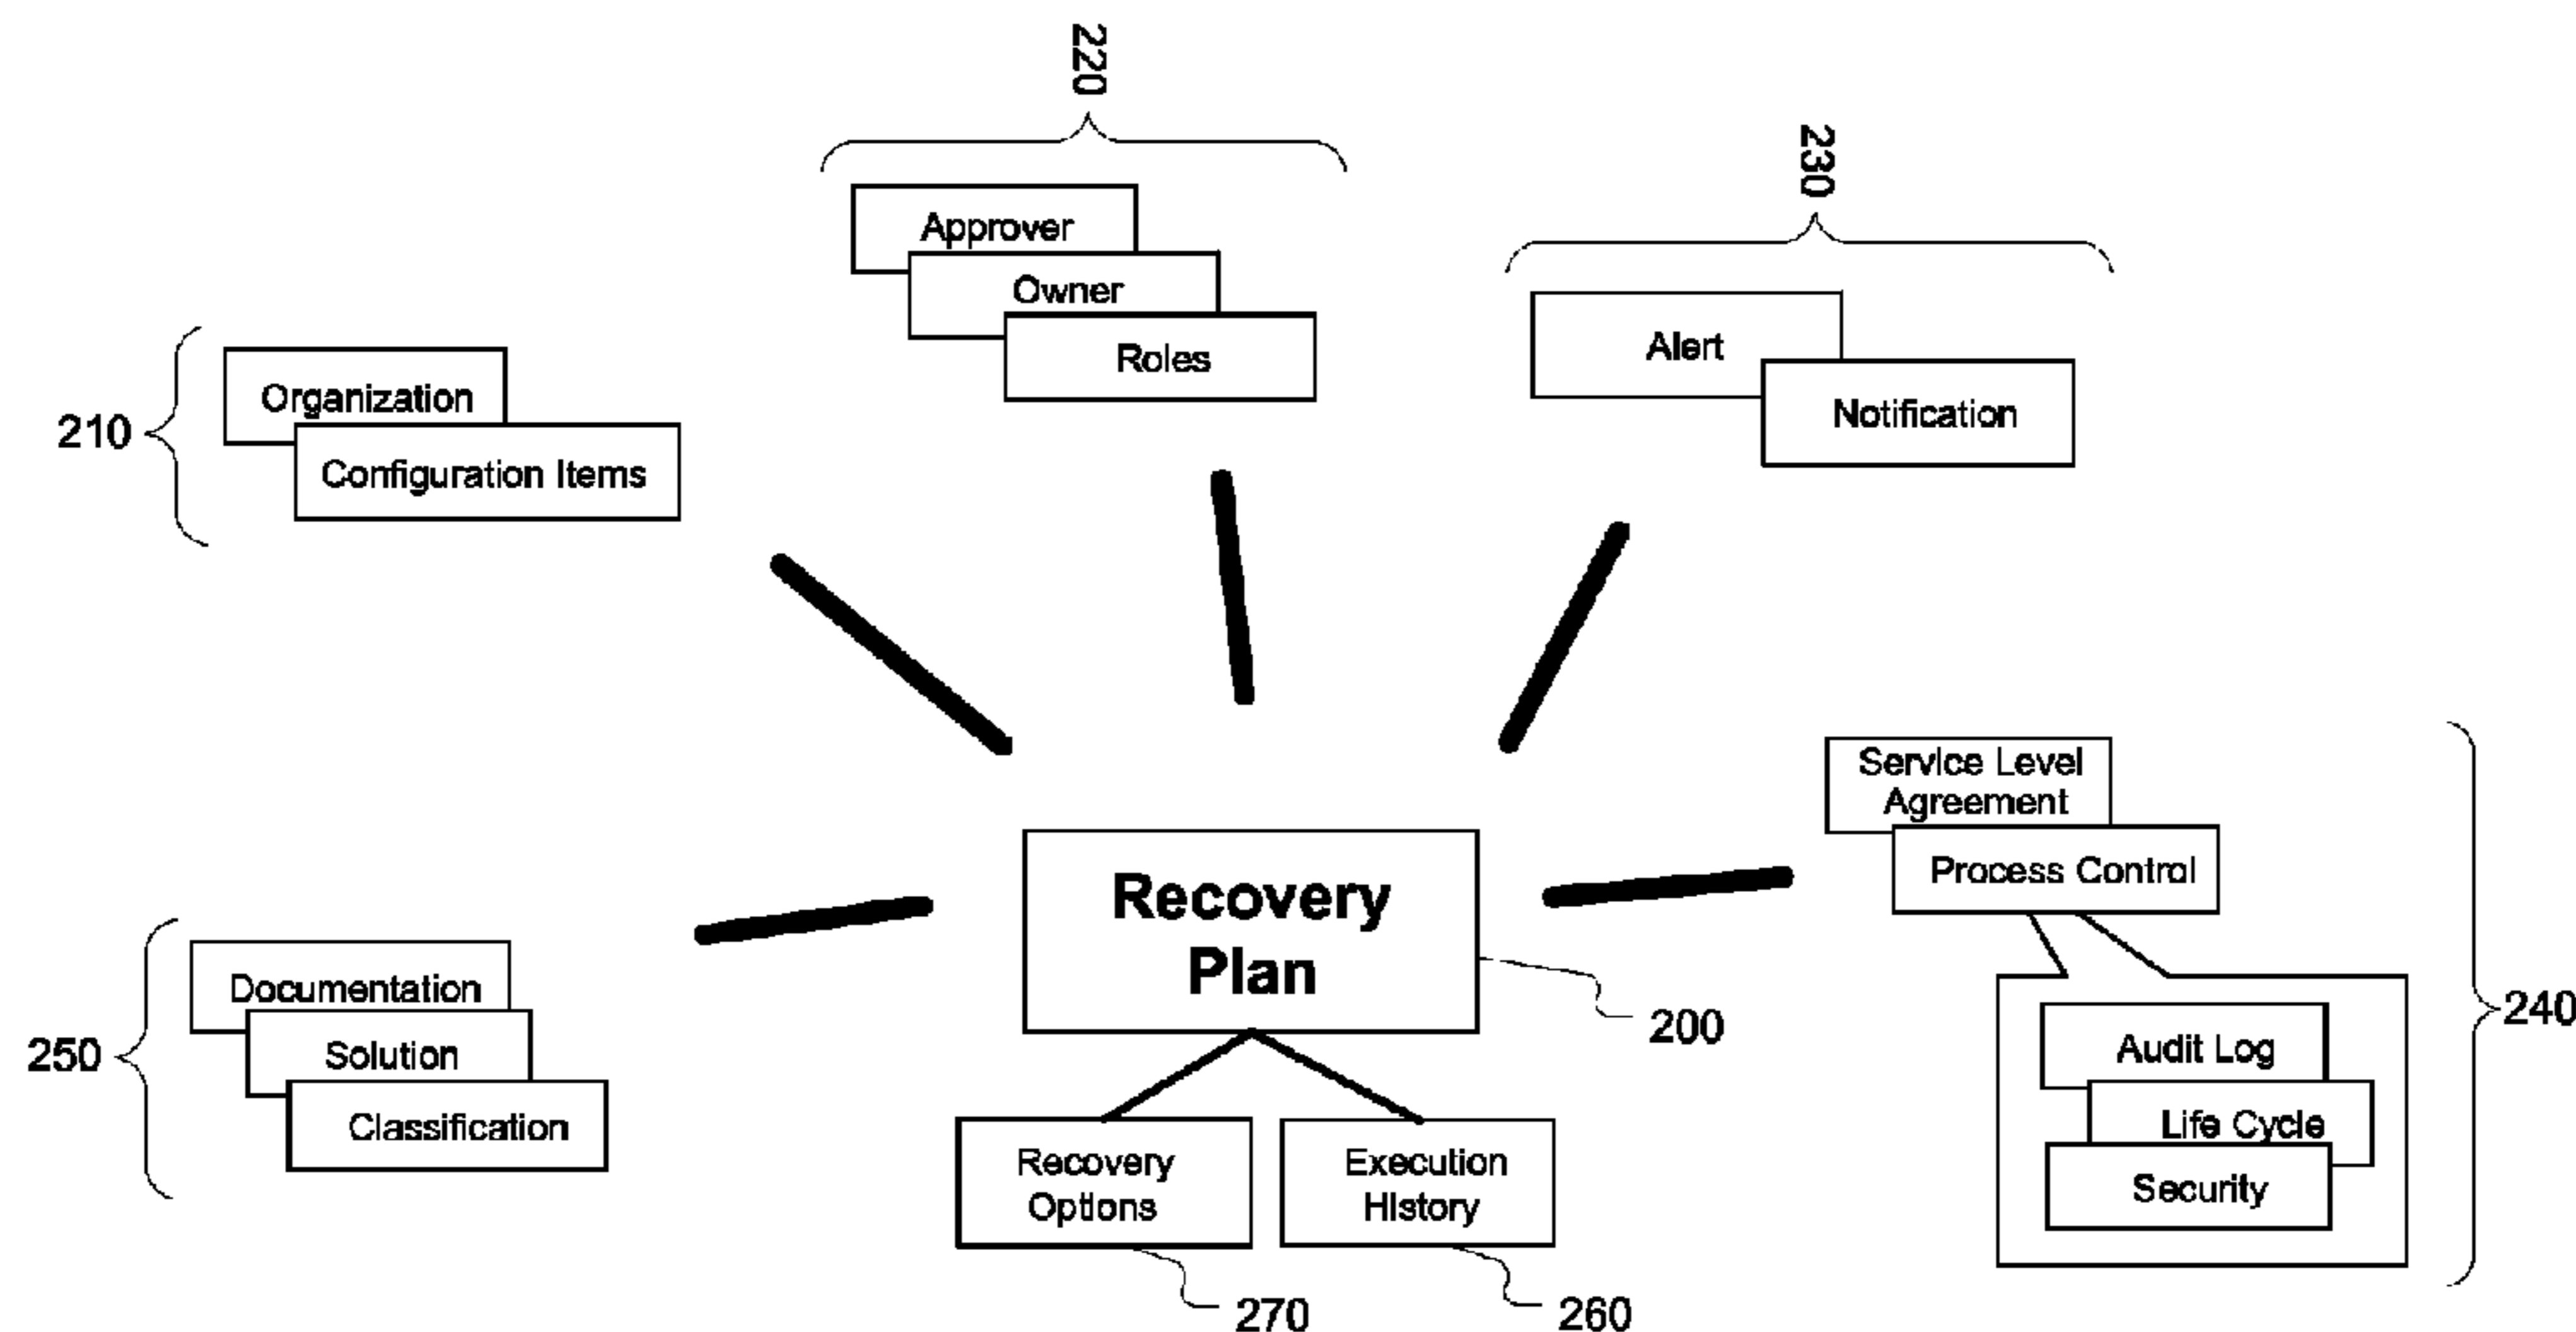 220
230
Approver
Owner
Roles
Alert
Notification
210
Organization
Configuration Items
Service Level
Agreement
Process Control
240
Audit Log
Life Cycle
Security
Recovery
Plan
200
250
Documentation
Solution
Classification
Recovery
Options
270
Execution
History
260